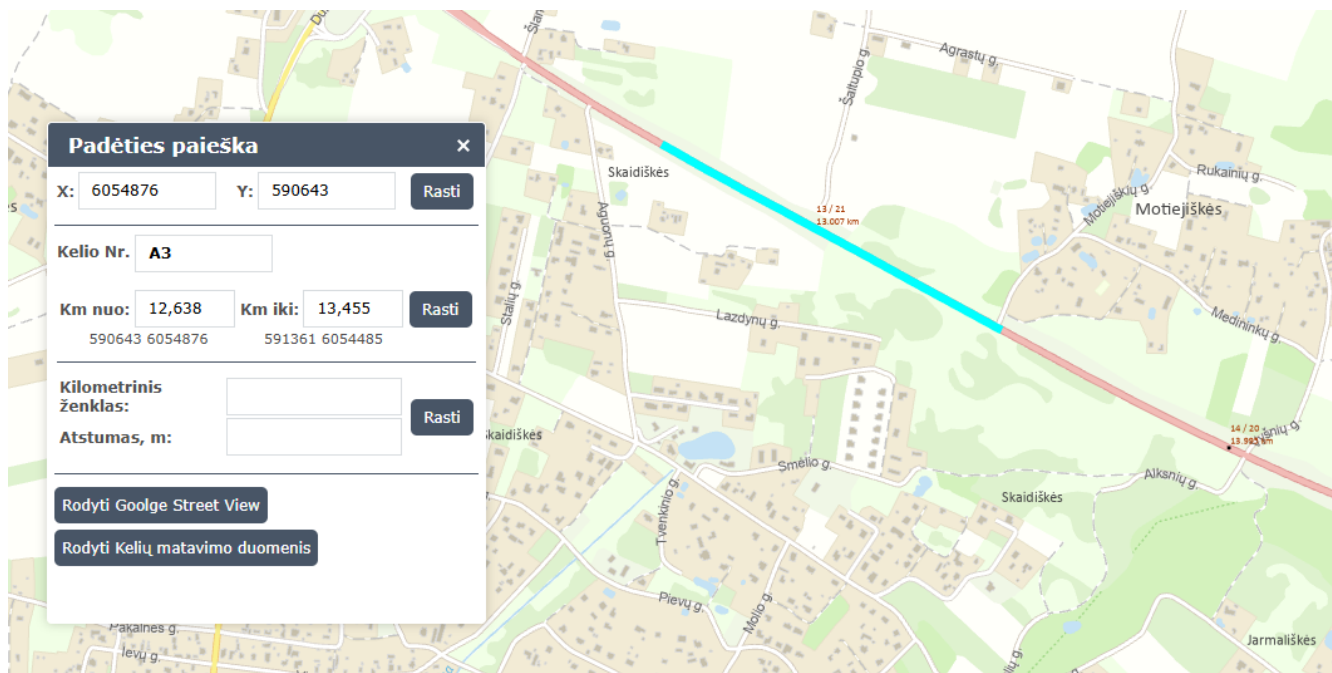 Padėties paieška ×
X: 6054876 Y: 590643 Rasti
Kelio Nr. A3
Km nuo: 12,638 Km iki: 13,455 Rasti
590643 6054876 591361 6054485
Kilometrinis
ženklas:
Rasti
Atstumas, m:
Rodyti Goolge Street View
Rodyti Kelių matavimo duomenis
Agrastų g.
Šaltupio g.
Skaidiškės
Rukainių g.
Motiejiškių g.
Motiejiškės
13 / 21
13.007 km
Aguonų g.
Stalių g.
Lazdynų g.
Medininkų g.
14 / 20
Skaidiškės
Smėlio g.
Alksnių g.
Skaidiškės
Tvenkinio g.
Pievų g.
Molio g.
Pakalnės g.
Ievų g.
Jarmališkės